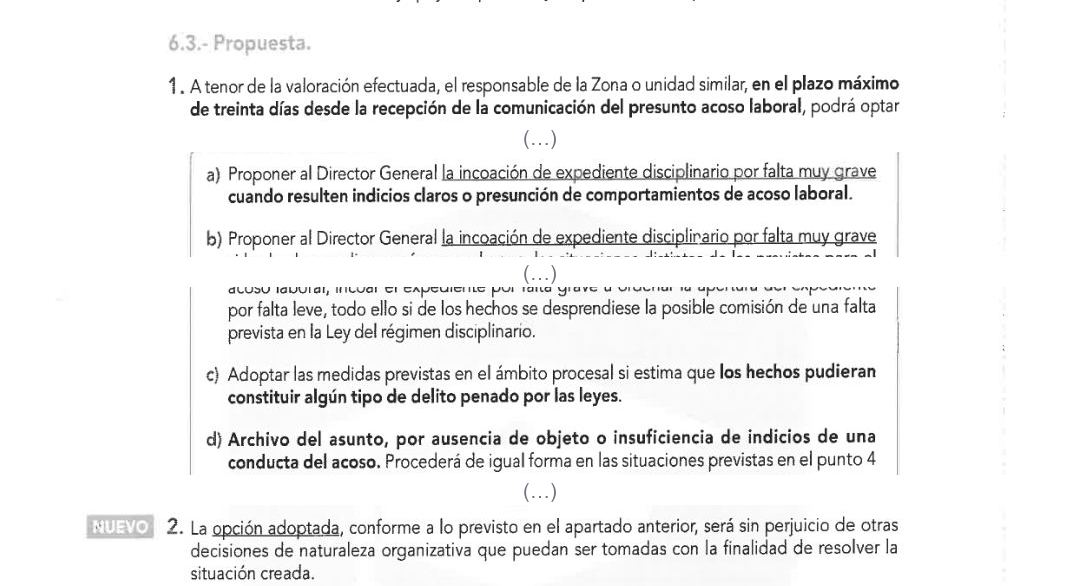 6.3.- Propuesta.
1. A tenor de la valoración efectuada, el responsable de la Zona o unidad similar, en el plazo máximo
de treinta días desde la recepción de la comunicación del presunto acoso laboral, podrá optar
(...)
a) Proponer al Director General la incoación de expediente disciplinario por falta muy grave
cuando resulten indicios claros o presunción de comportamientos de acoso laboral.
b) Proponer al Director General la incoación de expediente disciplinario por falta muy grave
(...)
acoso laboral, incoar el expediente por falta grave u ordenar la apertura del expediente
por falta leve, todo ello si de los hechos se desprendiese la posible comisión de una falta
prevista en la Ley del régimen disciplinario.
c) Adoptar las medidas previstas en el ámbito procesal si estima que los hechos pudieran
constituir algún tipo de delito penado por las leyes.
d) Archivo del asunto, por ausencia de objeto o insuficiencia de indicios de una
conducta del acoso. Procederá de igual forma en las situaciones previstas en el punto 4
(...)
NUEVO 2. La opción adoptada, conforme a lo previsto en el apartado anterior, será sin perjuicio de otras
decisiones de naturaleza organizativa que puedan ser tomadas con la finalidad de resolver la
situación creada.